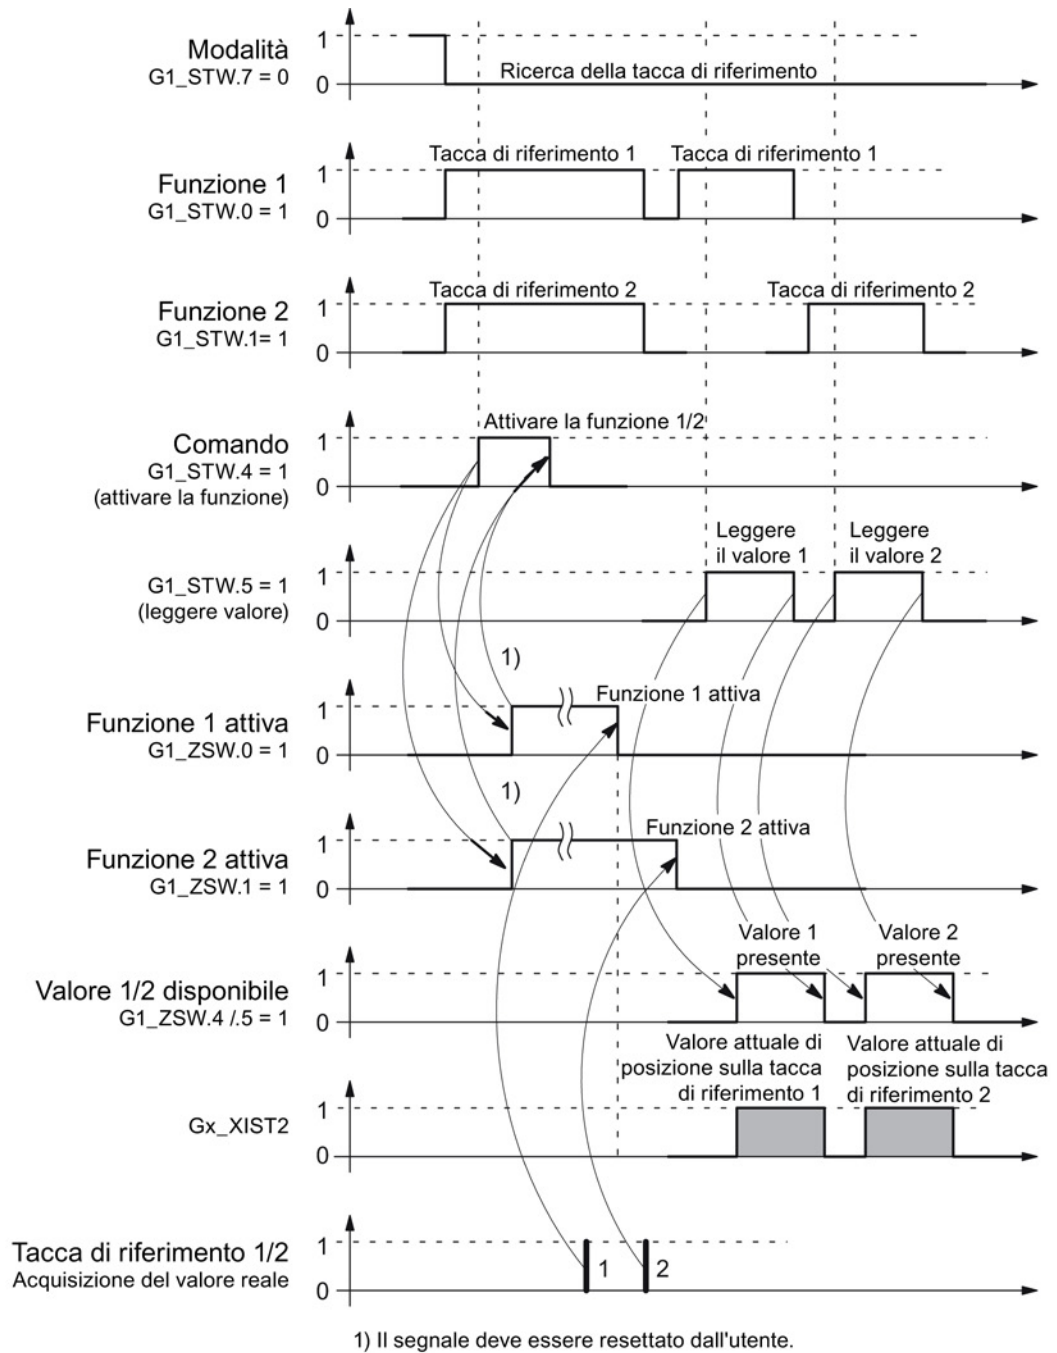 Modalità
G1_STW.7 = 0
1
0
Ricerca della tacca di riferimento
Funzione 1
G1_STW.0 = 1
1
0
Tacca di riferimento 1
Tacca di riferimento 1
Funzione 2
G1_STW.1= 1
1
0
Tacca di riferimento 2
Tacca di riferimento 2
Comando
G1_STW.4 = 1
(attivare la funzione)
1
0
Attivare la funzione 1/2
G1_STW.5 = 1
(leggere valore)
1
0
Leggere
il valore 1
Leggere
il valore 2
1)
Funzione 1 attiva
G1_ZSW.0 = 1
1
0
Funzione 1 attiva
1)
Funzione 2 attiva
G1_ZSW.1 = 1
1
0
Funzione 2 attiva
Valore 1/2 disponibile
G1_ZSW.4 /.5 = 1
1
0
Valore 1
presente
Valore 2
presente
Valore attuale di
posizione sulla tacca
di riferimento 1
Valore attuale di
posizione sulla tacca
di riferimento 2
Gx_XIST2
1
0
Tacca di riferimento 1/2
Acquisizione del valore reale
1
0
1
2
1) Il segnale deve essere resettato dall'utente.